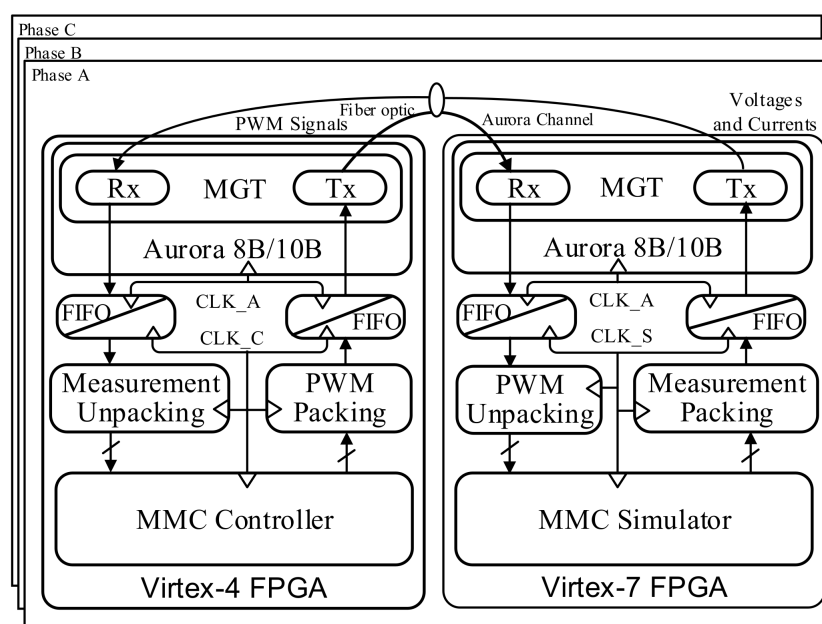 Phase C
Phase B
Phase A
Fiber optic
Voltages
and Currents
PWM Signals
Aurora Channel
Rx
MGT
Tx
Rx
MGT
Tx
Aurora 8B/10B
Aurora 8B/10B
FIFO
CLK_A
FIFO
CLK_C
FIFO
CLK_A
FIFO
CLK_S
Measurement
Unpacking
PWM
Packing
PWM
Unpacking
Measurement
Packing
MMC Controller
MMC Simulator
Virtex-4 FPGA
Virtex-7 FPGA